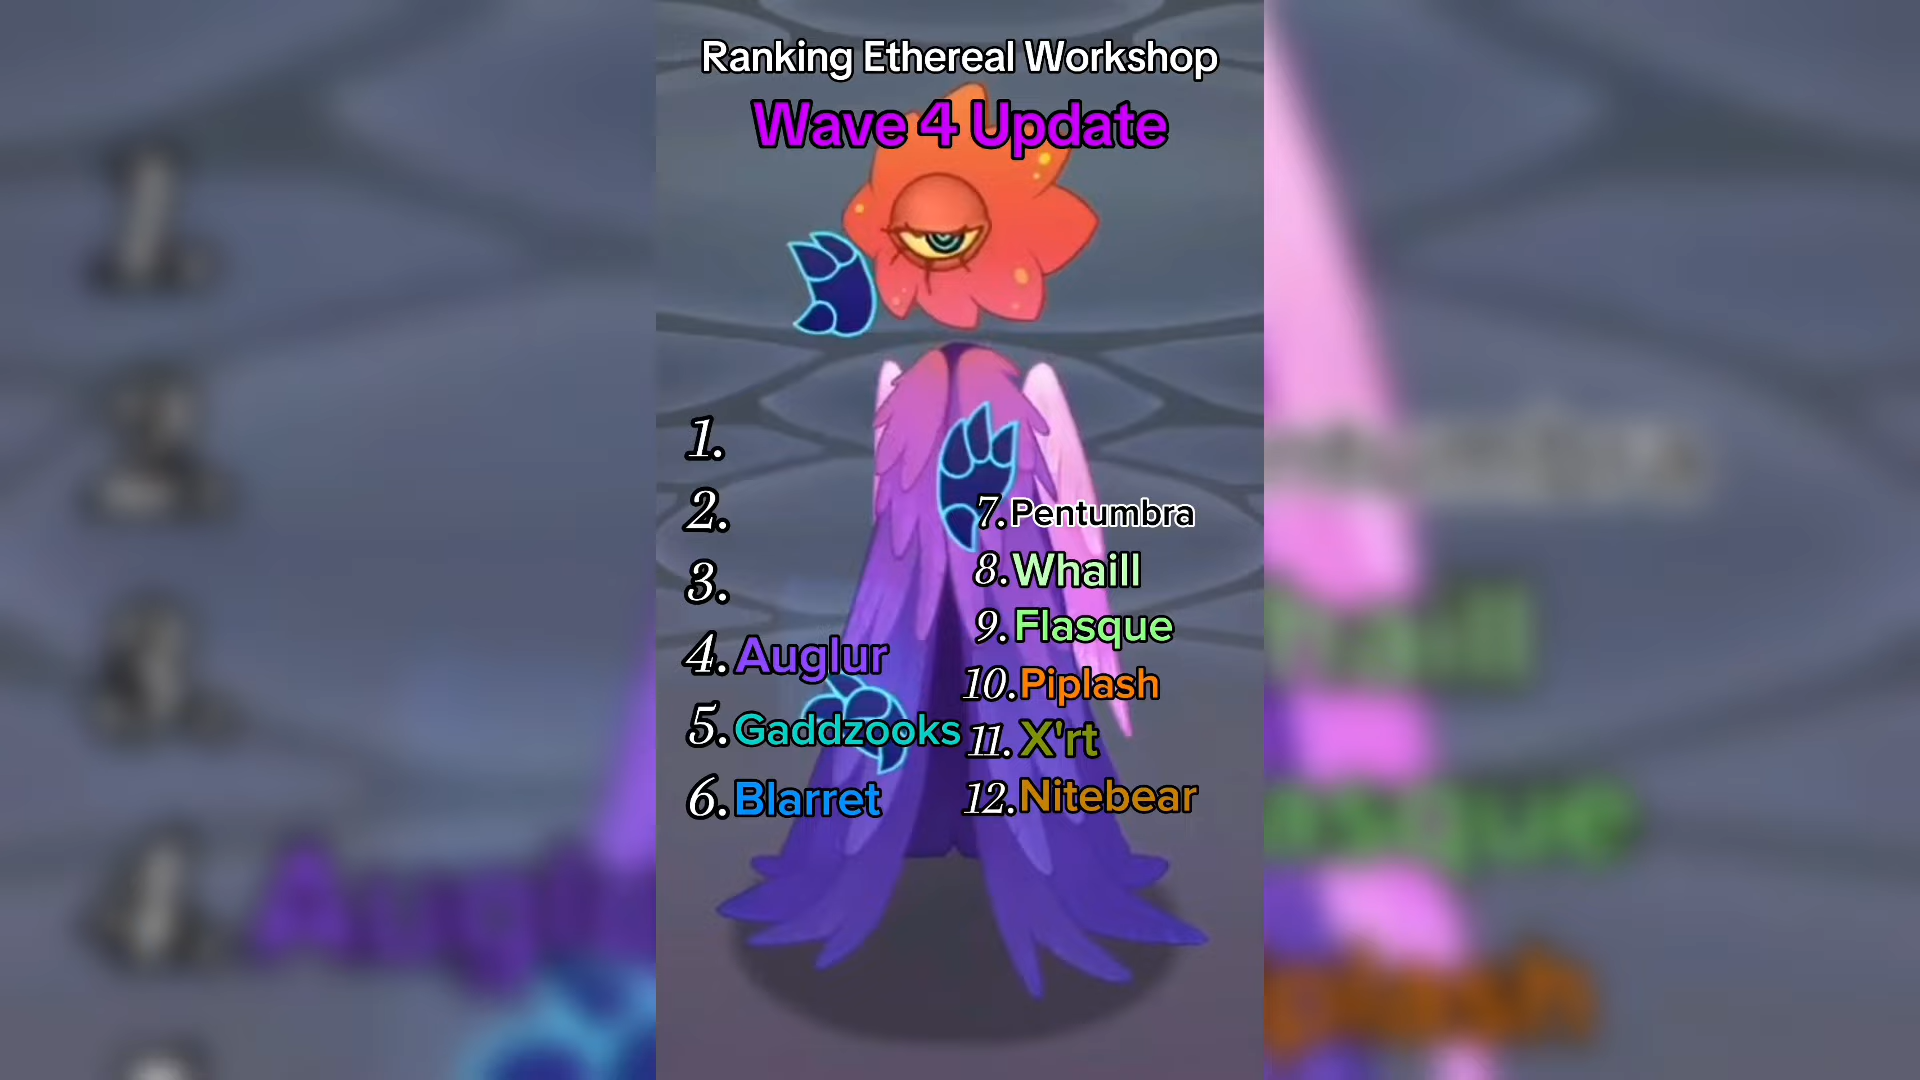 Ranking Ethereal Workshop
Wave 4 Update
1.
2.
3.
4. Auglur
5. Gaddzooks
6. Blarret
7. Pentumbra
8. Whaill
9. Flasque
10. Piplash
11. X'rt
12. Nitebear